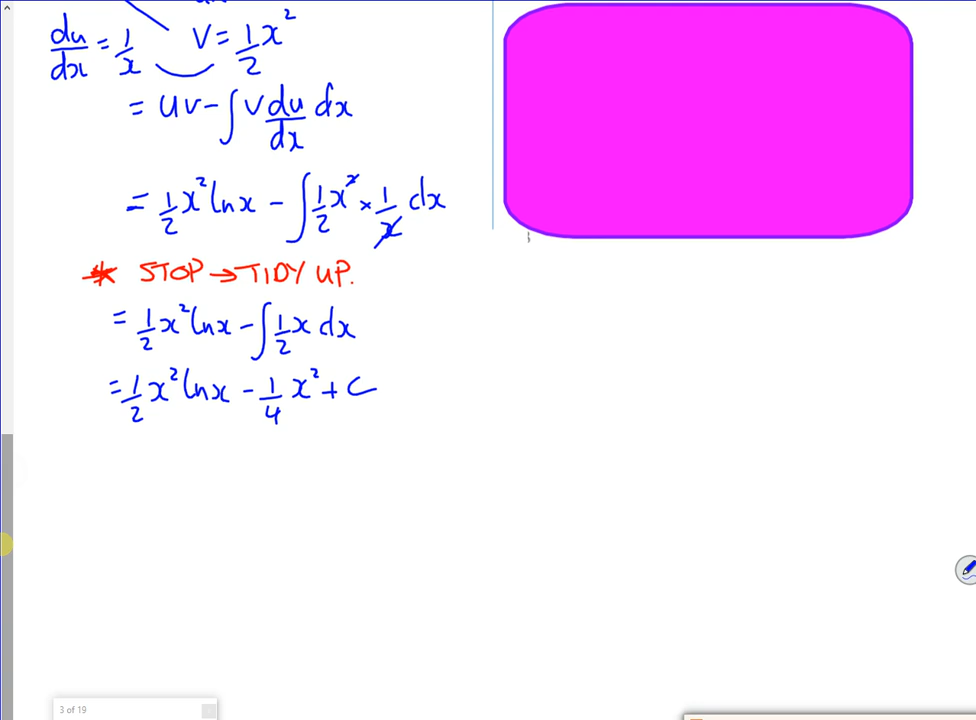 du/dx = 1/x   v = 1/2 x²
= uv - ∫ v du/dx dx
= 1/2 x² ln x - ∫ 1/2 x² × 1/x dx
* STOP → TIDY UP.
= 1/2 x² ln x - ∫ 1/2 x dx
= 1/2 x² ln x - 1/4 x² + c
3 of 19